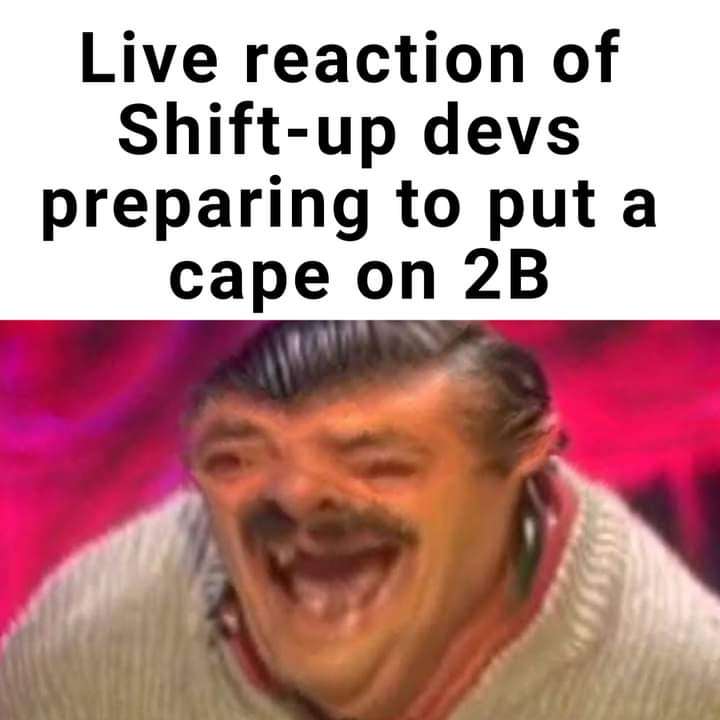 Live reaction of
Shift-up devs
preparing to put a
cape on 2B